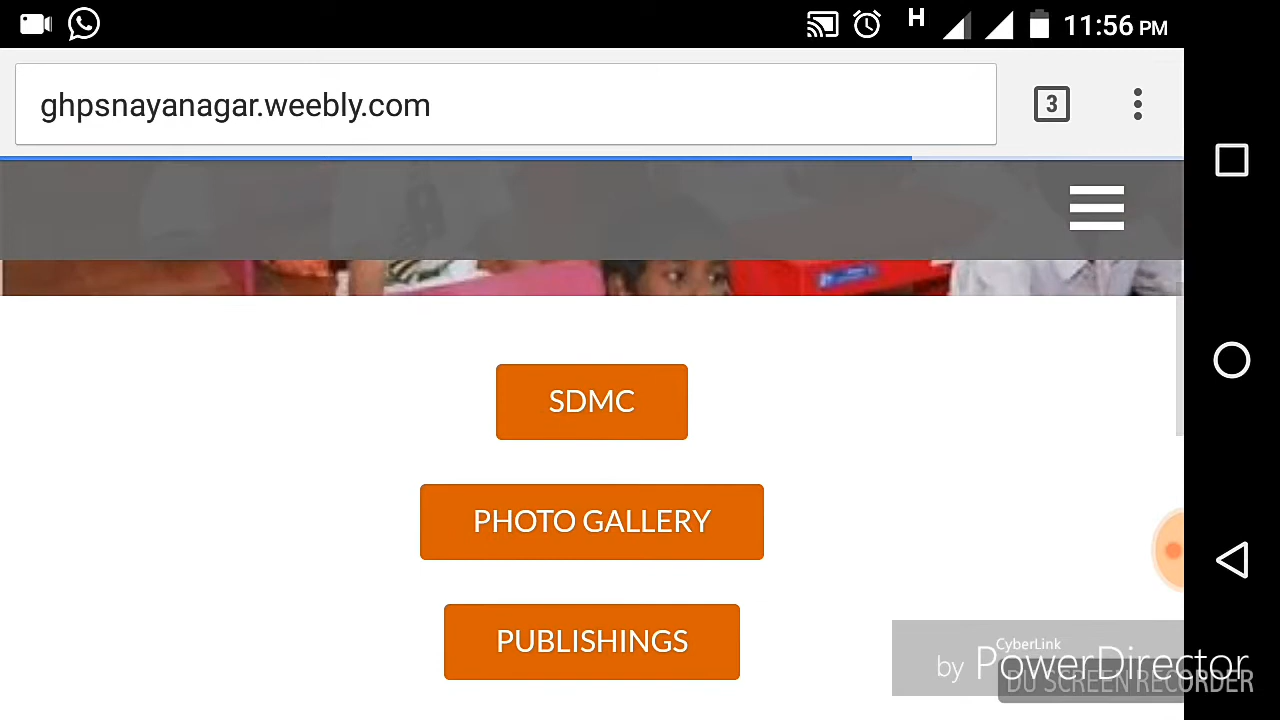 H 11:56 PM
ghpsnayanagar.weebly.com
3
SDMC
PHOTO GALLERY
PUBLISHINGS
CyberLink
by PowerDirector
DU SCREEN RECORDER